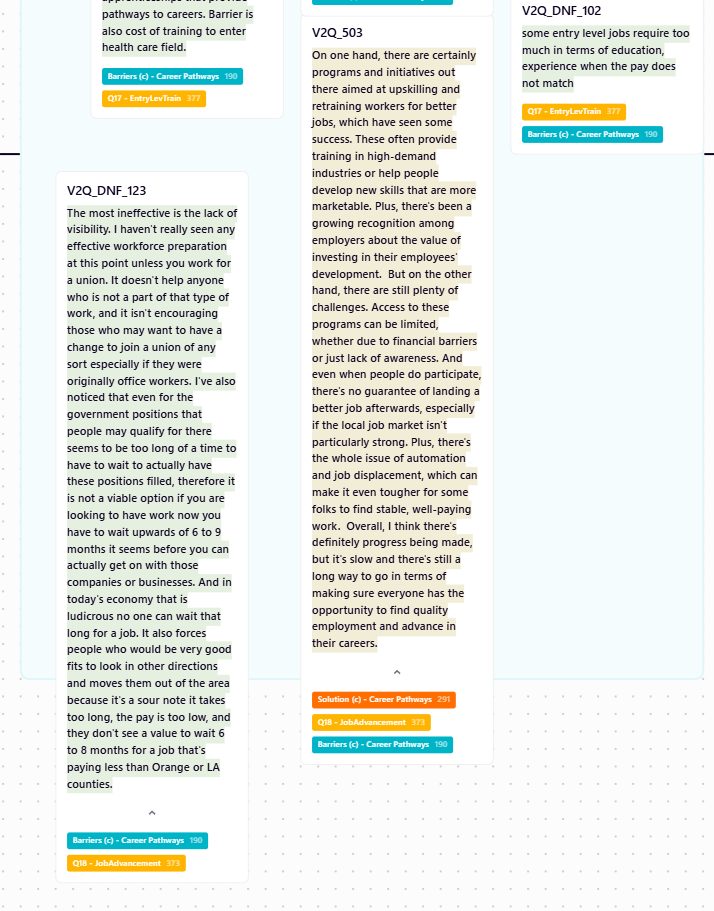 apprenticeships that provide
pathways to careers. Barrier is
also cost of training to enter
health care field.
Barriers (c) - Career Pathways 190
Q17 - EntryLevTrain 377
V2Q_DNF_123
The most ineffective is the lack of
visibility. I haven't really seen any
effective workforce preparation
at this point unless you work for
a union. It doesn't help anyone
who is not a part of that type of
work, and it isn't encouraging
those who may want to have a
change to join a union of any
sort especially if they were
originally office workers. I've also
noticed that even for the
government positions that
people may qualify for there
seems to be too long of a time to
have to wait to actually have
these positions filled, therefore it
is not a viable option if you are
looking to have work now you
have to wait upwards of 6 to 9
months it seems before you can
actually get on with those
companies or businesses. And in
today's economy that is
ludicrous no one can wait that
long for a job. It also forces
people who would be very good
fits to look in other directions
and moves them out of the area
because it's a sour note it takes
too long, the pay is too low, and
they don't see a value to wait 6
to 8 months for a job that's
paying less than Orange or LA
counties.
Barriers (c) - Career Pathways 190
Q18 - JobAdvancement 373
V2Q_503
On one hand, there are certainly
programs and initiatives out
there aimed at upskilling and
retraining workers for better
jobs, which have seen some
success. These often provide
training in high-demand
industries or help people
develop new skills that are more
marketable. Plus, there's been a
growing recognition among
employers about the value of
investing in their employees'
development.  But on the other
hand, there are still plenty of
challenges. Access to these
programs can be limited,
whether due to financial barriers
or just lack of awareness. And
even when people do participate,
there's no guarantee of landing a
better job afterwards, especially
if the local job market isn't
particularly strong. Plus, there's
the whole issue of automation
and job displacement, which can
make it even tougher for some
folks to find stable, well-paying
work.  Overall, I think there's
definitely progress being made,
but it's slow and there's still a
long way to go in terms of
making sure everyone has the
opportunity to find quality
employment and advance in
their careers.
Solution (c) - Career Pathways 291
Q18 - JobAdvancement 373
Barriers (c) - Career Pathways 190
V2Q_DNF_102
some entry level jobs require too
much in terms of education,
experience when the pay does
not match
Q17 - EntryLevTrain 377
Barriers (c) - Career Pathways 190